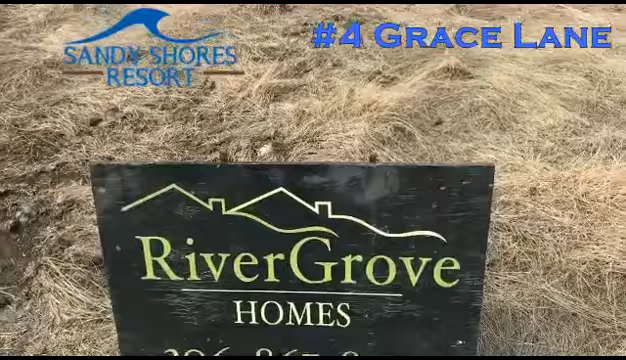 SANDY SHORES
RESORT
#4 GRACE LANE
RiverGrove
HOMES